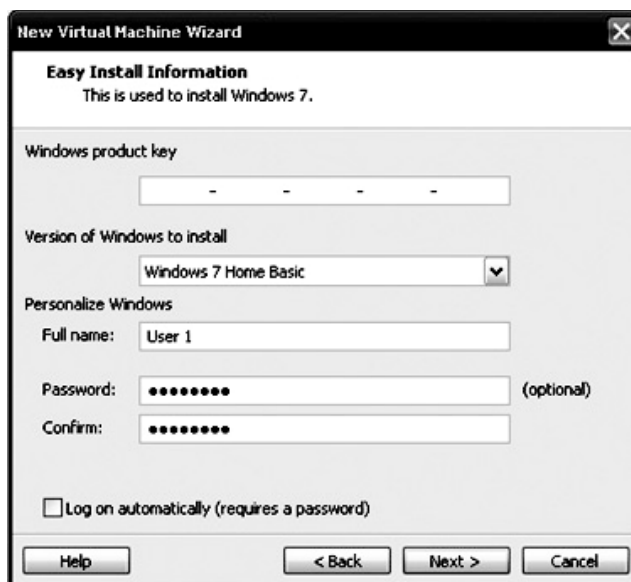 New Virtual Machine Wizard
Easy Install Information
This is used to install Windows 7.
Windows product key
- - - -
Version of Windows to install
Windows 7 Home Basic
Personalize Windows
Full name: User 1
Password: ●●●●●●●● (optional)
Confirm: ●●●●●●●●
Log on automatically (requires a password)
Help < Back Next > Cancel